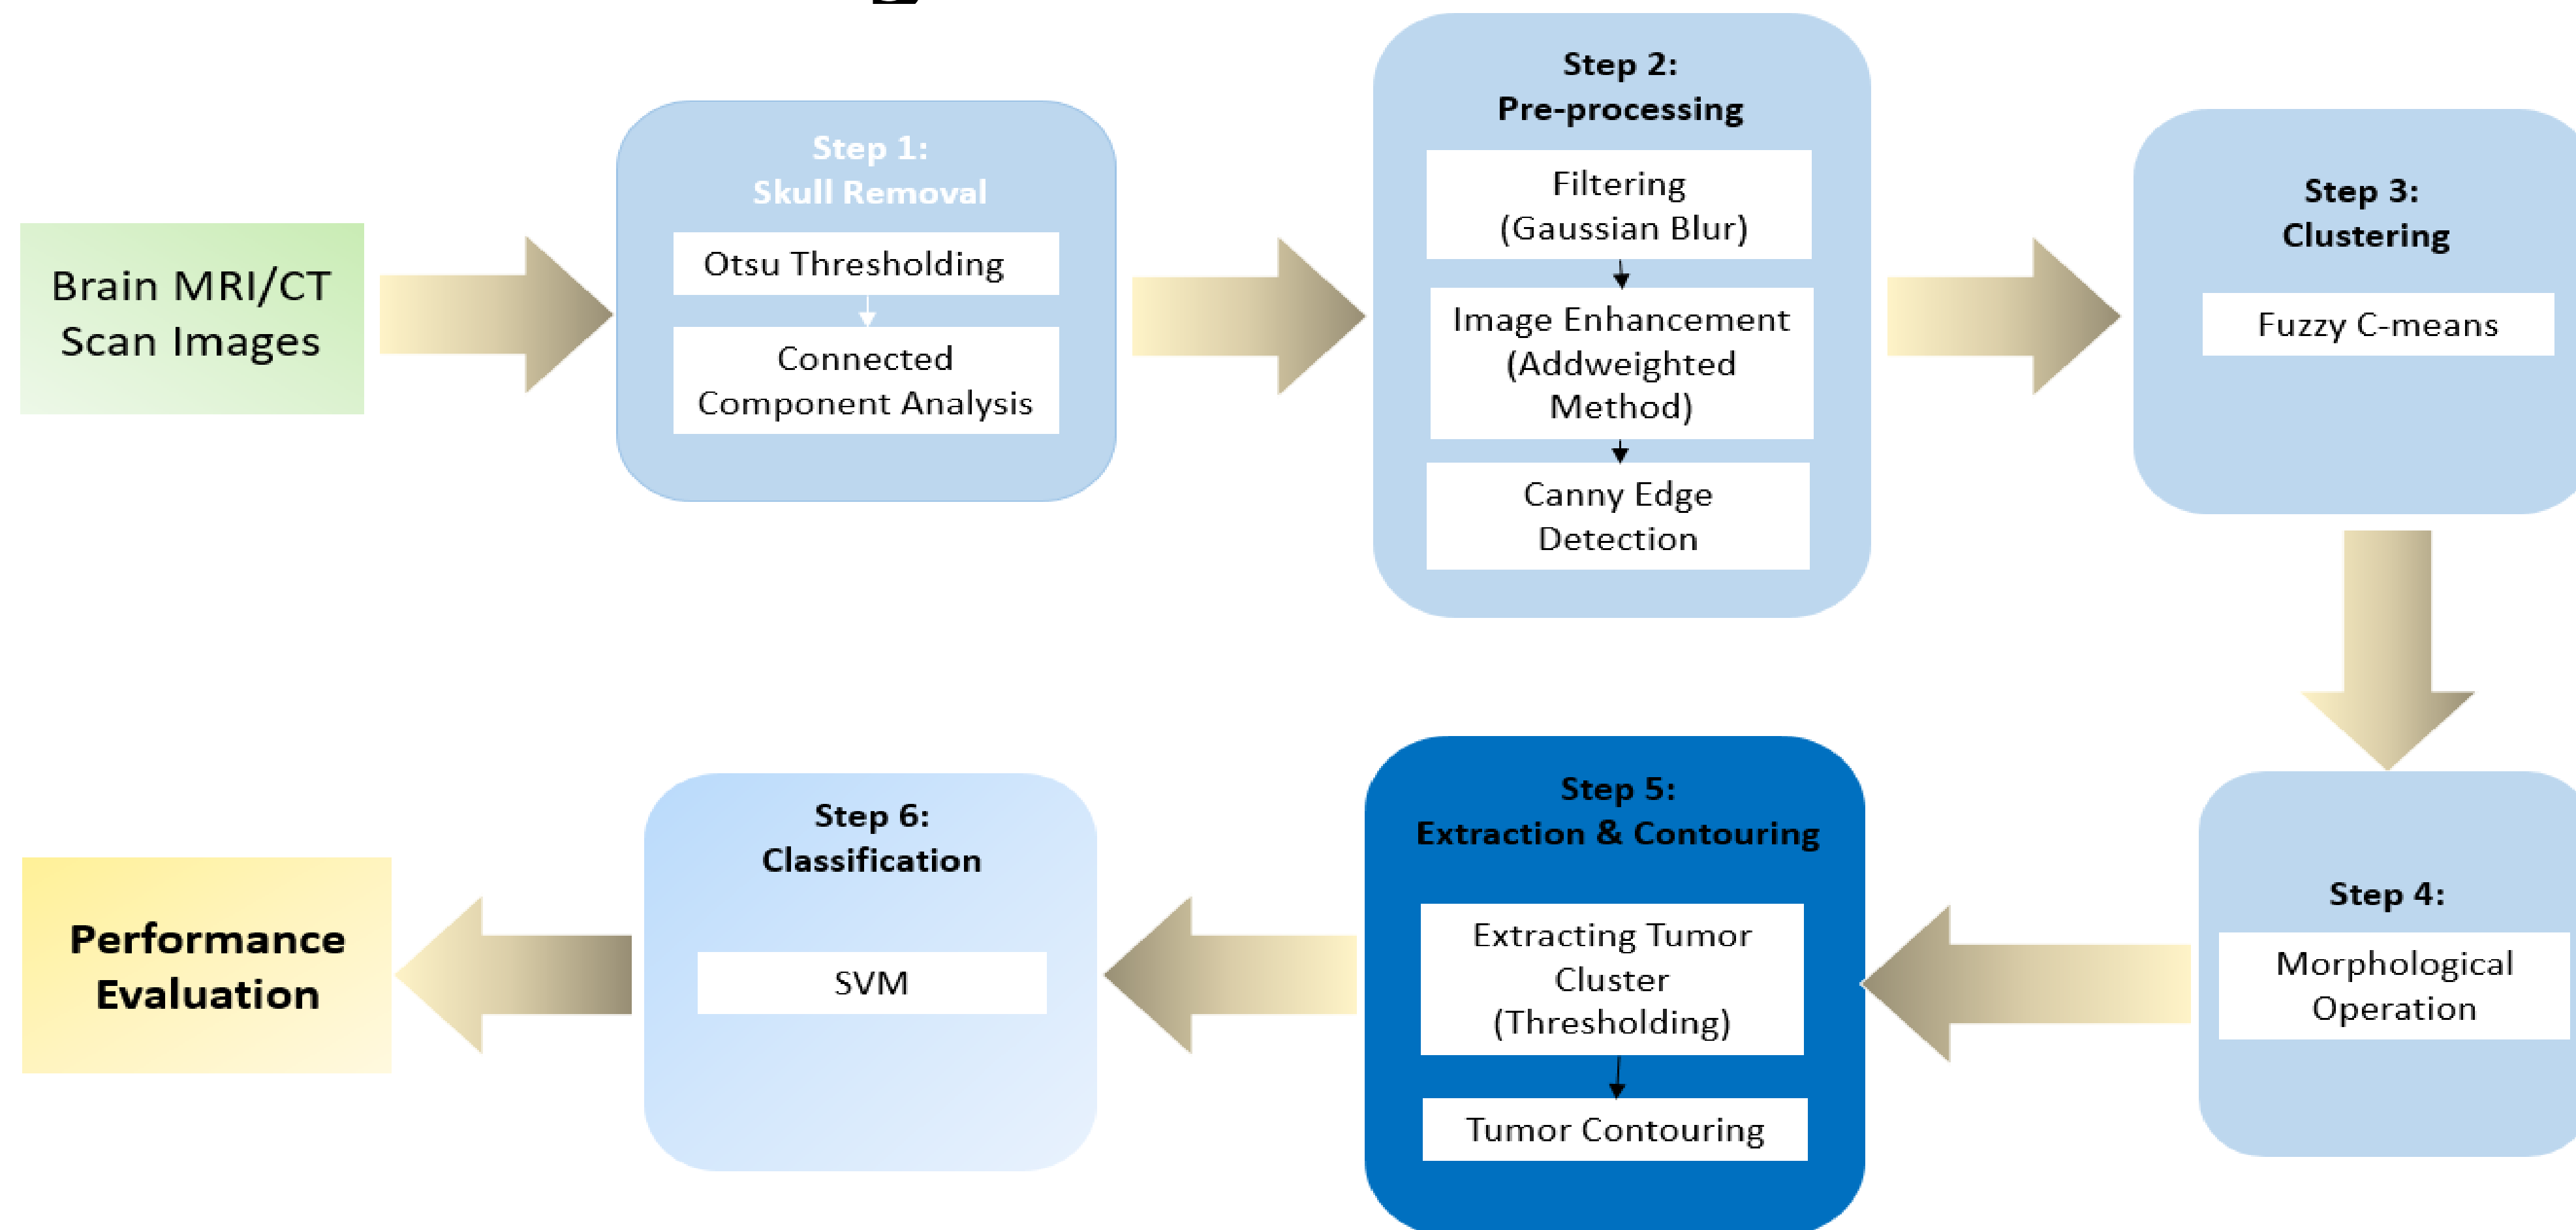 Brain MRI/CT
Scan Images
Step 1:
Skull Removal
Otsu Thresholding
Connected
Component Analysis
Step 2:
Pre-processing
Filtering
(Gaussian Blur)
Image Enhancement
(Addweighted
Method)
Canny Edge
Detection
Step 3:
Clustering
Fuzzy C-means
Step 4:
Morphological
Operation
Step 5:
Extraction & Contouring
Extracting Tumor
Cluster
(Thresholding)
Tumor Contouring
Step 6:
Classification
SVM
Performance
Evaluation